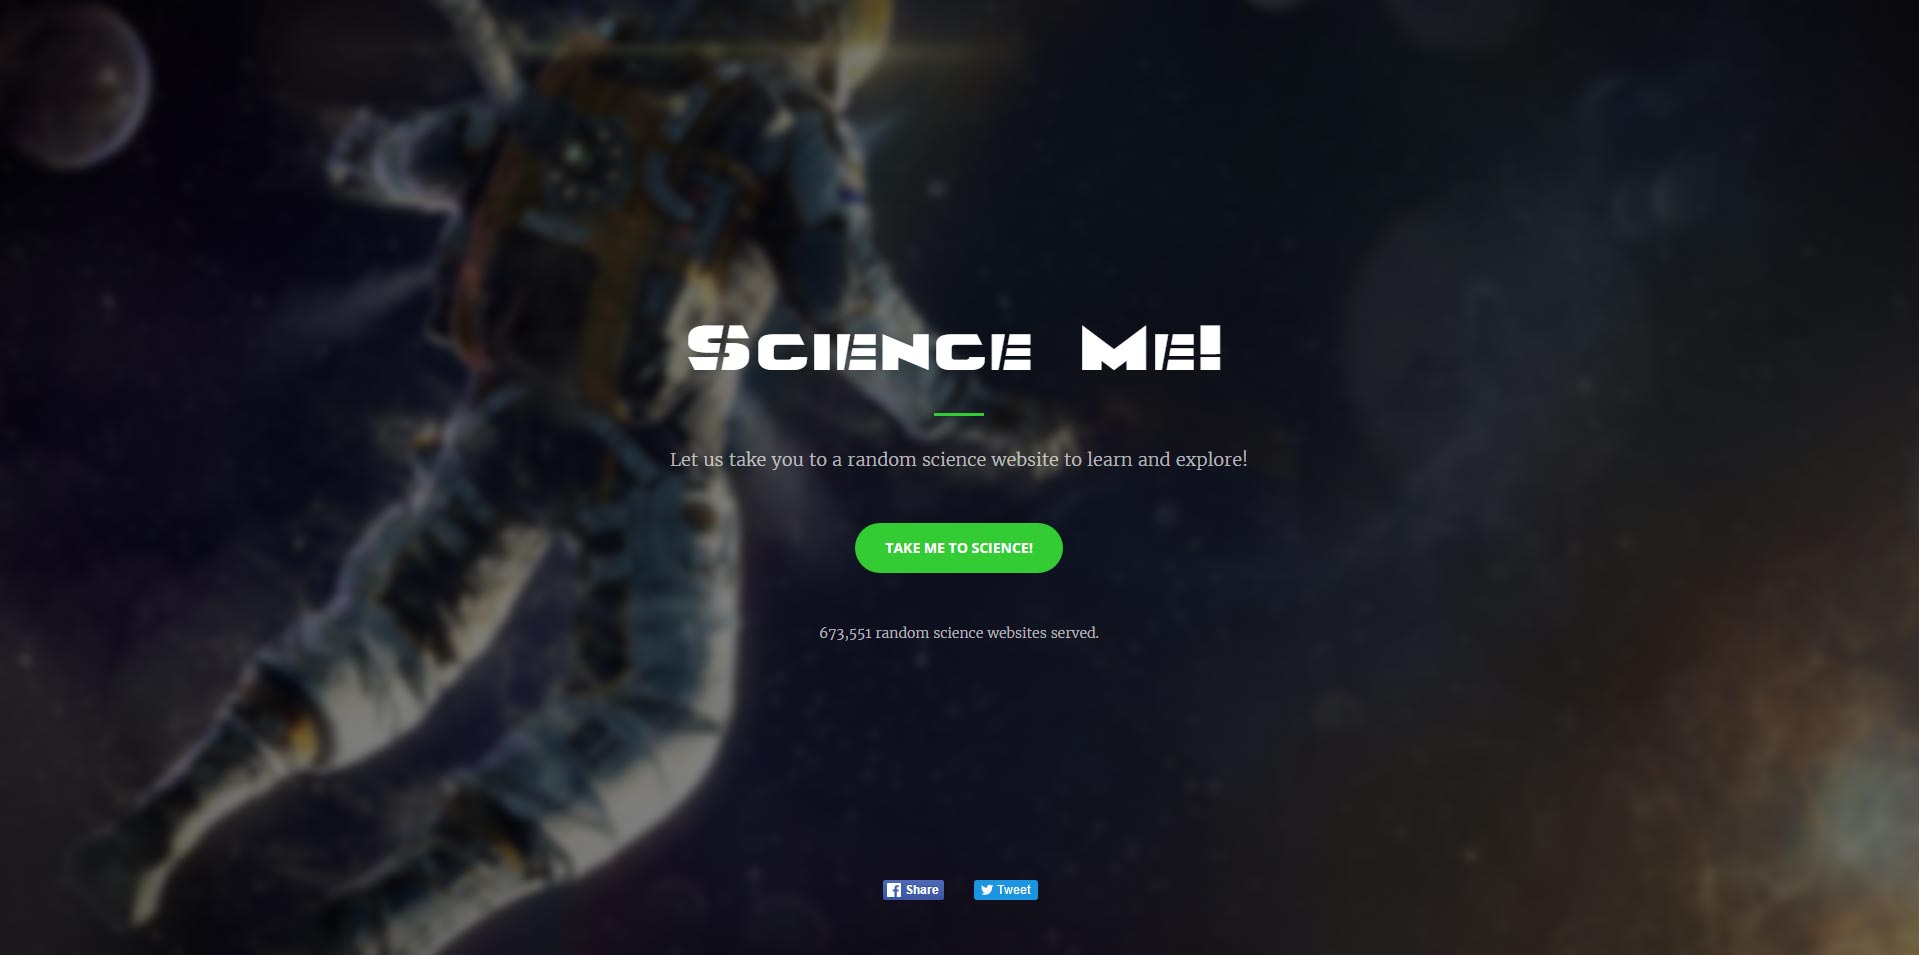 Science Me!
Let us take you to a random science website to learn and explore!
TAKE ME TO SCIENCE!
673,551 random science websites served.
Share
Tweet